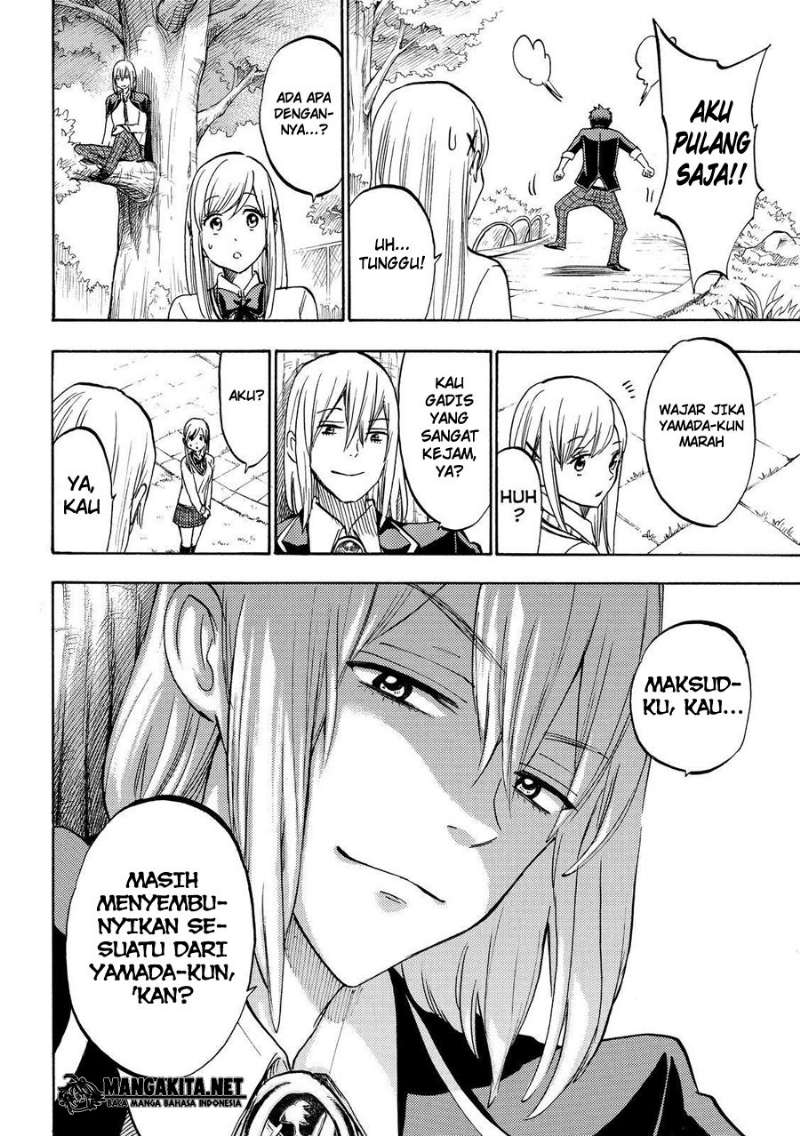 AKU
PULANG
SAJA!!
UH...
TUNGGU!
ADA APA
DENGAN-
NYA...?
WAJAR JIKA
YAMADA-KUN
MARAH
HUH
?
KAU
GADIS
YANG
SANGAT
KEJAM,
YA?
AKU?
YA,
KAU
MAKSUD-
KU, KAU...
MASIH
MENYEMBU-
NYIKAN SE-
SUATU DARI
YAMADA-KUN,
'KAN?
MANGAKITA.NET
BACA MANGA BAHASA INDONESIA